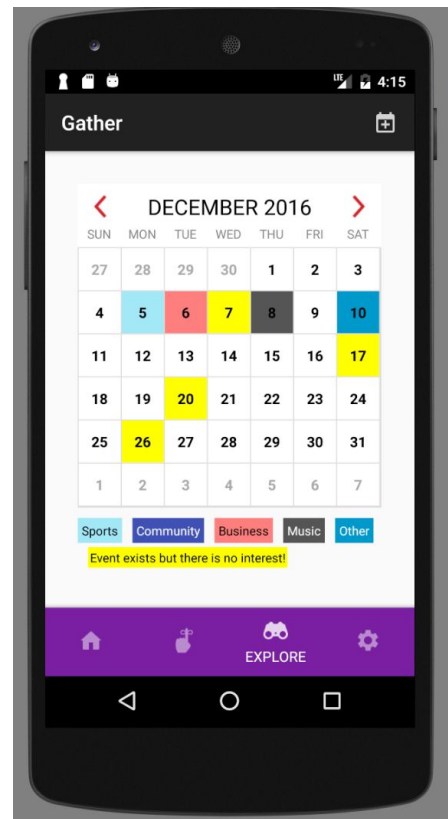 LTE 4:15
Gather
DECEMBER 2016
SUN MON TUE WED THU FRI SAT
27 28 29 30 1 2 3
4 5 6 7 8 9 10
11 12 13 14 15 16 17
18 19 20 21 22 23 24
25 26 27 28 29 30 31
1 2 3 4 5 6 7
Sports Community Business Music Other
Event exists but there is no interest!
EXPLORE